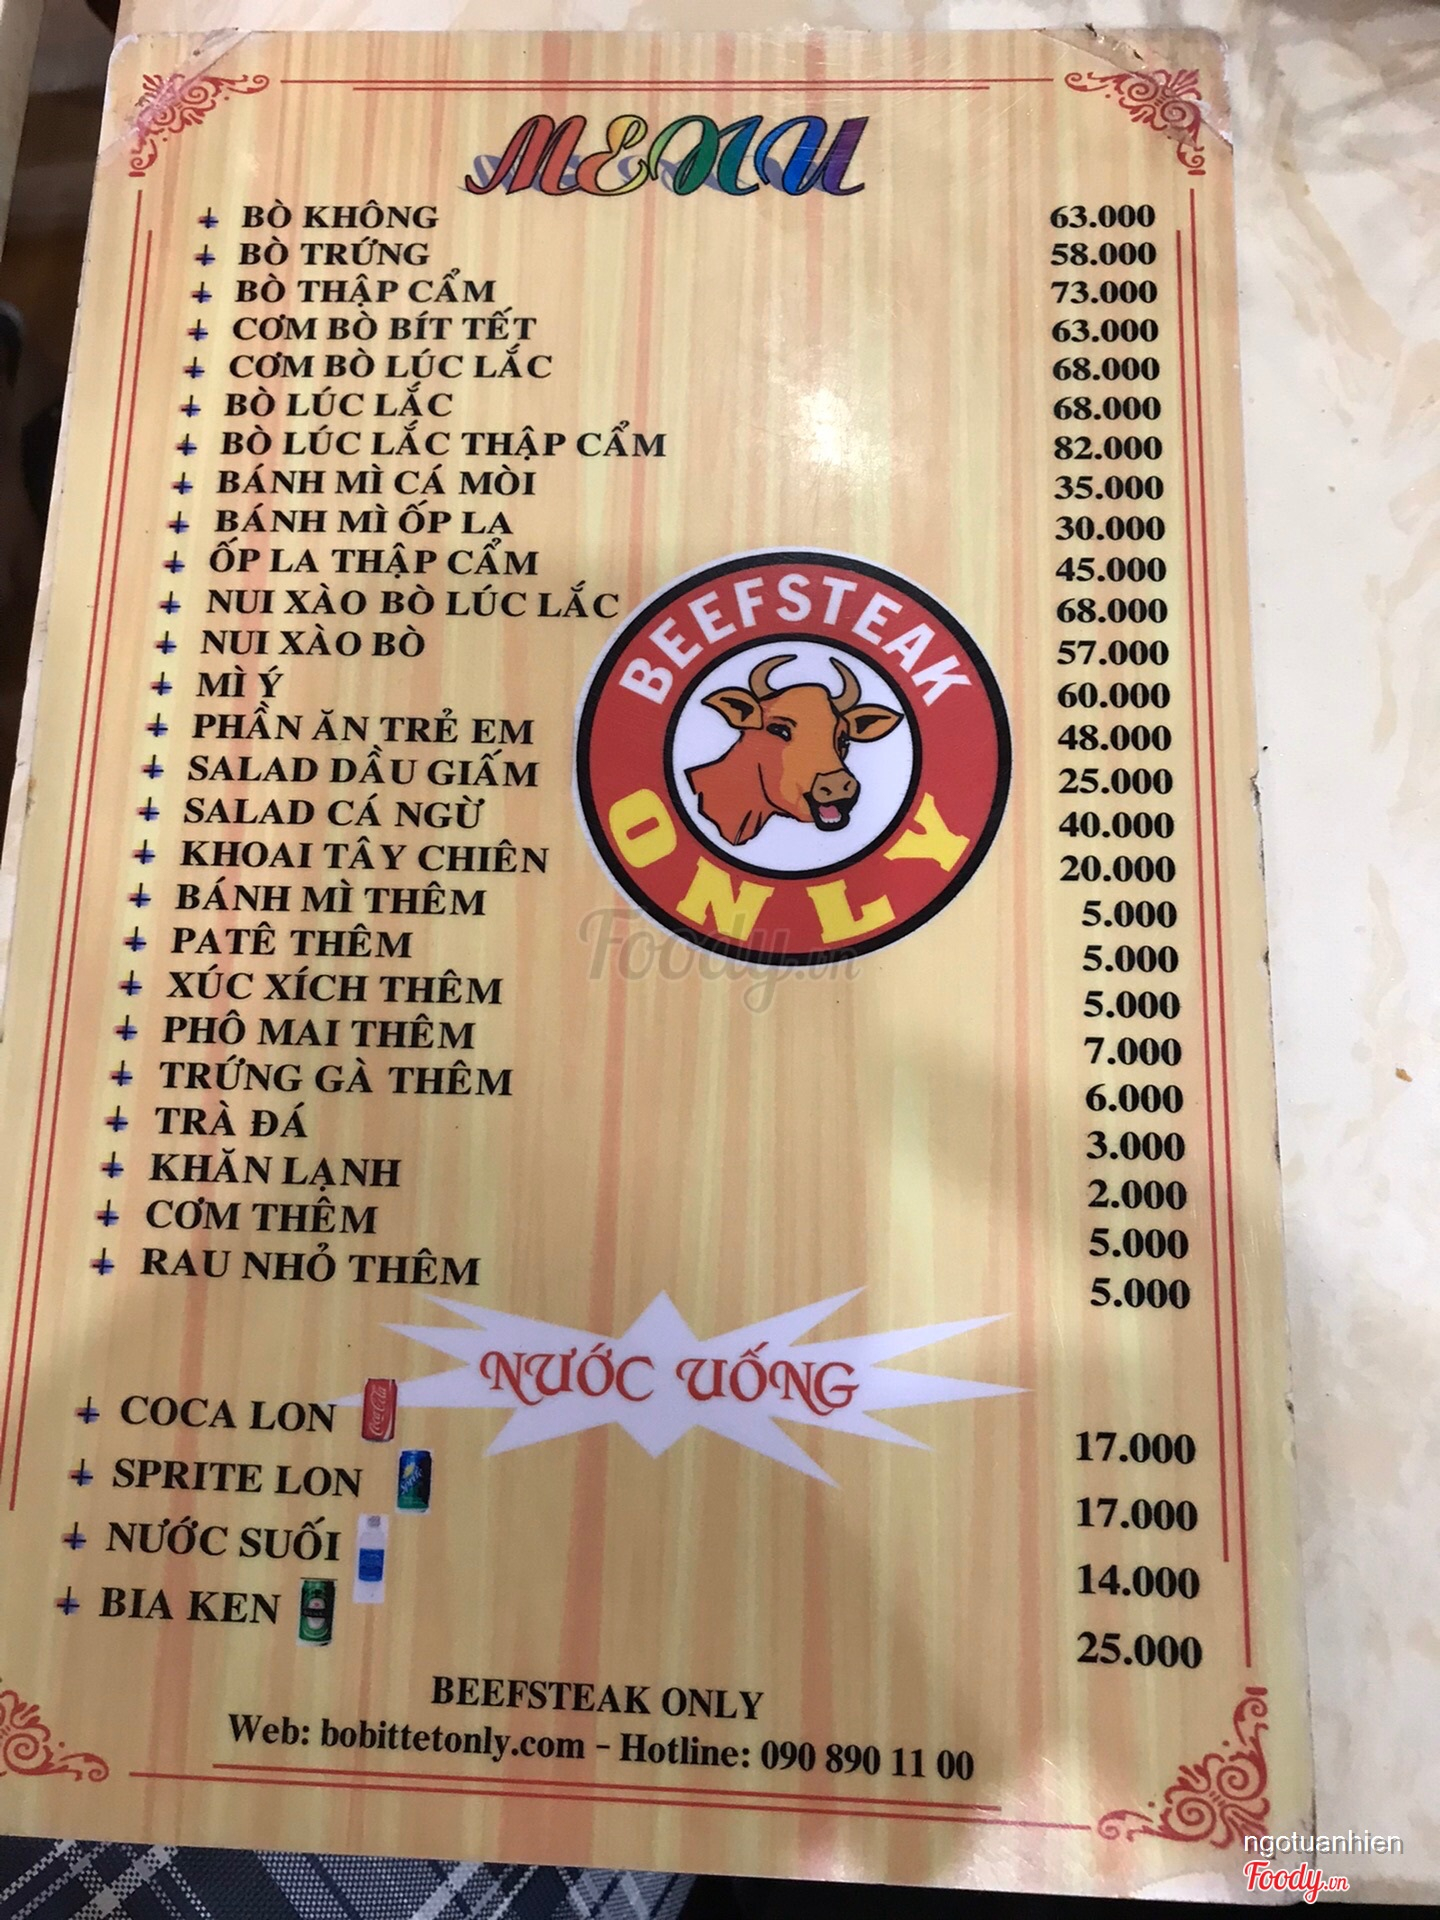 MENU
BÒ KHÔNG 63.000
BÒ TRỨNG 58.000
BÒ THẬP CẨM 73.000
CƠM BÒ BÍT TẾT 63.000
CƠM BÒ LÚC LẮC 68.000
BÒ LÚC LẮC 68.000
BÒ LÚC LẮC THẬP CẨM 82.000
BÁNH MÌ CÁ MÒI 35.000
BÁNH MÌ ỐP LA 30.000
ỐP LA THẬP CẨM 45.000
NUI XÀO BÒ LÚC LẮC 68.000
NUI XÀO BÒ 57.000
MÌ Ý 60.000
PHẦN ĂN TRẺ EM 48.000
SALAD DẦU GIẤM 25.000
SALAD CÁ NGỪ 40.000
KHOAI TÂY CHIÊN 20.000
BÁNH MÌ THÊM 5.000
PATÊ THÊM 5.000
XÚC XÍCH THÊM 5.000
PHÔ MAI THÊM 7.000
TRỨNG GÀ THÊM 6.000
TRÀ ĐÁ 3.000
KHĂN LẠNH 2.000
CƠM THÊM 5.000
RAU NHỎ THÊM 5.000
BEEFSTEAK
ONLY
Foody.vn
NƯỚC UỐNG
COCA LON 17.000
SPRITE LON 17.000
NƯỚC SUỐI 14.000
BIA KEN 25.000
BEEFSTEAK ONLY
Web: bobittetonly.com - Hotline: 090 890 11 00
ngotuanhien
Foody.vn